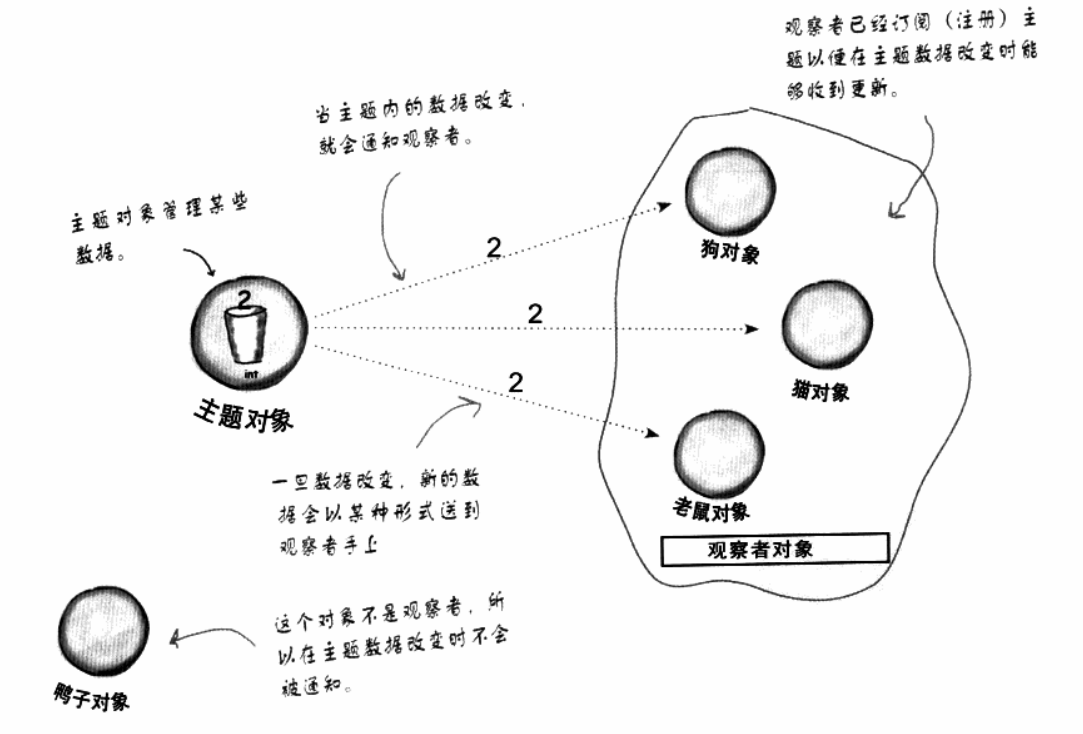 观察者已经订阅（注册）主
题以便在主题数据改变时能
够收到更新。
当主题内的数据改变，
就会通知观察者。
主题对象管理某些
数据。
2
int
主题对象
2
2
2
狗对象
猫对象
老鼠对象
观察者对象
一旦数据改变，新的数
据会以某种形式送到
观察者手上
这个对象不是观察者，所
以在主题数据改变时不会
被通知。
鸭子对象